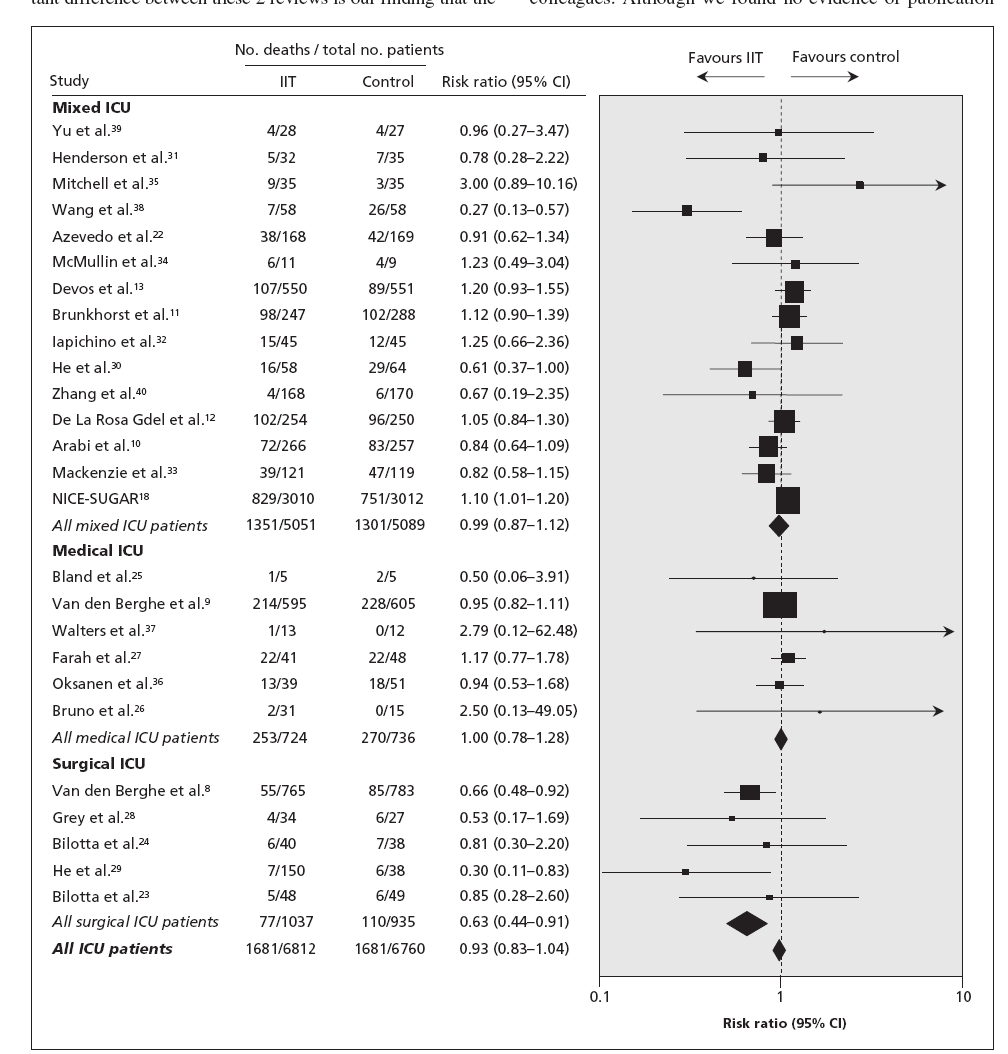 tant difference between these 2 reviews is our finding that the
colleagues. Although we found no evidence of publication
No. deaths / total no. patients
Favours IIT Favours control
Study IIT Control Risk ratio (95% CI)
Mixed ICU
Yu et al.³⁹ 4/28 4/27 0.96 (0.27–3.47)
Henderson et al.³¹ 5/32 7/35 0.78 (0.28–2.22)
Mitchell et al.³⁵ 9/35 3/35 3.00 (0.89–10.16)
Wang et al.³⁸ 7/58 26/58 0.27 (0.13–0.57)
Azevedo et al.²² 38/168 42/169 0.91 (0.62–1.34)
McMullin et al.³⁴ 6/11 4/9 1.23 (0.49–3.04)
Devos et al.¹³ 107/550 89/551 1.20 (0.93–1.55)
Brunkhorst et al.¹¹ 98/247 102/288 1.12 (0.90–1.39)
Iapichino et al.³² 15/45 12/45 1.25 (0.66–2.36)
He et al.³⁰ 16/58 29/64 0.61 (0.37–1.00)
Zhang et al.⁴⁰ 4/168 6/170 0.67 (0.19–2.35)
De La Rosa Gdel et al.¹² 102/254 96/250 1.05 (0.84–1.30)
Arabi et al.¹⁰ 72/266 83/257 0.84 (0.64–1.09)
Mackenzie et al.³³ 39/121 47/119 0.82 (0.58–1.15)
NICE-SUGAR¹⁸ 829/3010 751/3012 1.10 (1.01–1.20)
All mixed ICU patients 1351/5051 1301/5089 0.99 (0.87–1.12)
Medical ICU
Bland et al.²⁵ 1/5 2/5 0.50 (0.06–3.91)
Van den Berghe et al.⁹ 214/595 228/605 0.95 (0.82–1.11)
Walters et al.³⁷ 1/13 0/12 2.79 (0.12–62.48)
Farah et al.²⁷ 22/41 22/48 1.17 (0.77–1.78)
Oksanen et al.³⁶ 13/39 18/51 0.94 (0.53–1.68)
Bruno et al.²⁶ 2/31 0/15 2.50 (0.13–49.05)
All medical ICU patients 253/724 270/736 1.00 (0.78–1.28)
Surgical ICU
Van den Berghe et al.⁸ 55/765 85/783 0.66 (0.48–0.92)
Grey et al.²⁸ 4/34 6/27 0.53 (0.17–1.69)
Bilotta et al.²⁴ 6/40 7/38 0.81 (0.30–2.20)
He et al.²⁹ 7/150 6/38 0.30 (0.11–0.83)
Bilotta et al.²³ 5/48 6/49 0.85 (0.28–2.60)
All surgical ICU patients 77/1037 110/935 0.63 (0.44–0.91)
All ICU patients 1681/6812 1681/6760 0.93 (0.83–1.04)
0.1 1 10
Risk ratio (95% CI)